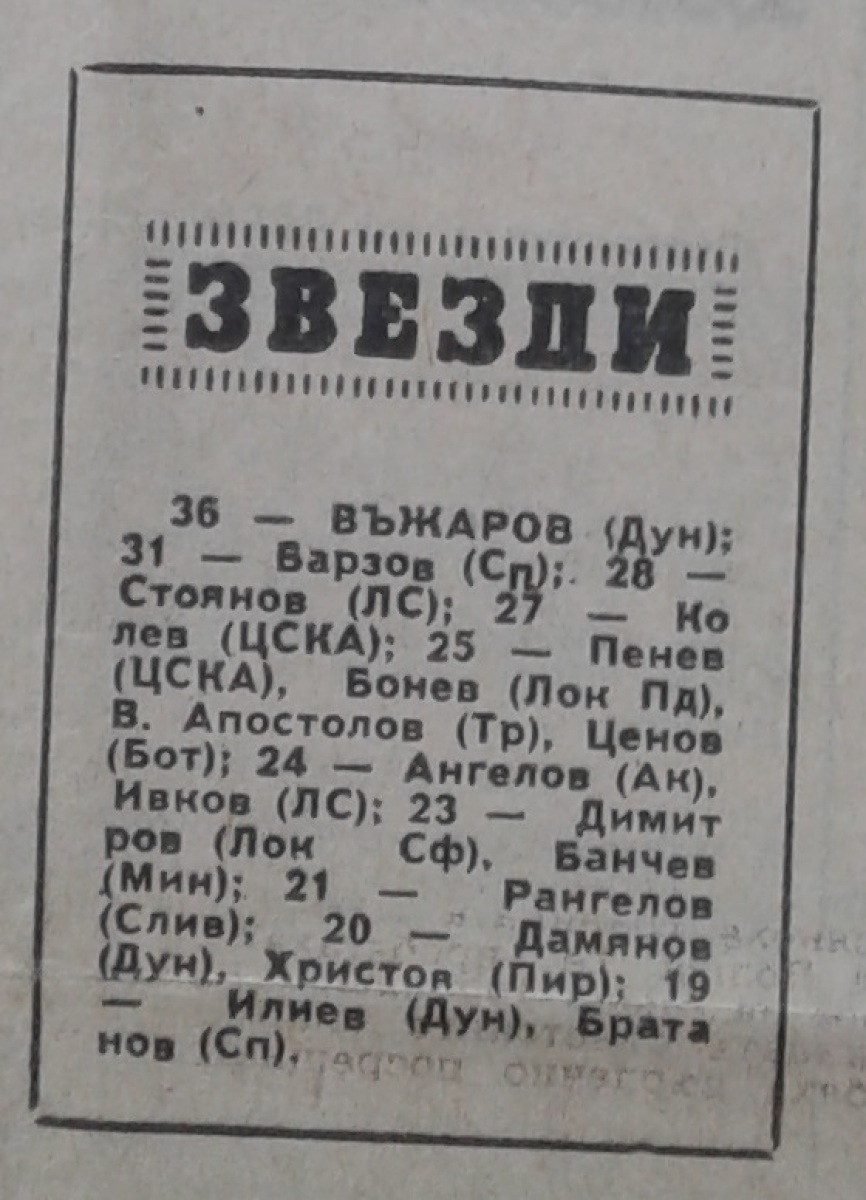 ЗВЕЗДИ
36 — ВЪЖАРОВ (Дун);
31 — Варзов (Сп); 28 —
Стоянов (ЛС); 27 — Ко
лев (ЦСКА); 25 — Пенев
(ЦСКА), Бонев (Лок Пд),
В. Апостолов (Тр), Ценов
(Бот); 24 — Ангелов (Ак),
Ивков (ЛС); 23 — Димит
ров (Лок Сф), Банчев
(Мин); 21 — Рангелов
(Слив); 20 — Дамянов
(Дун), Христов (Пир); 19
— Илиев (Дун), Брата
нов (Сп).